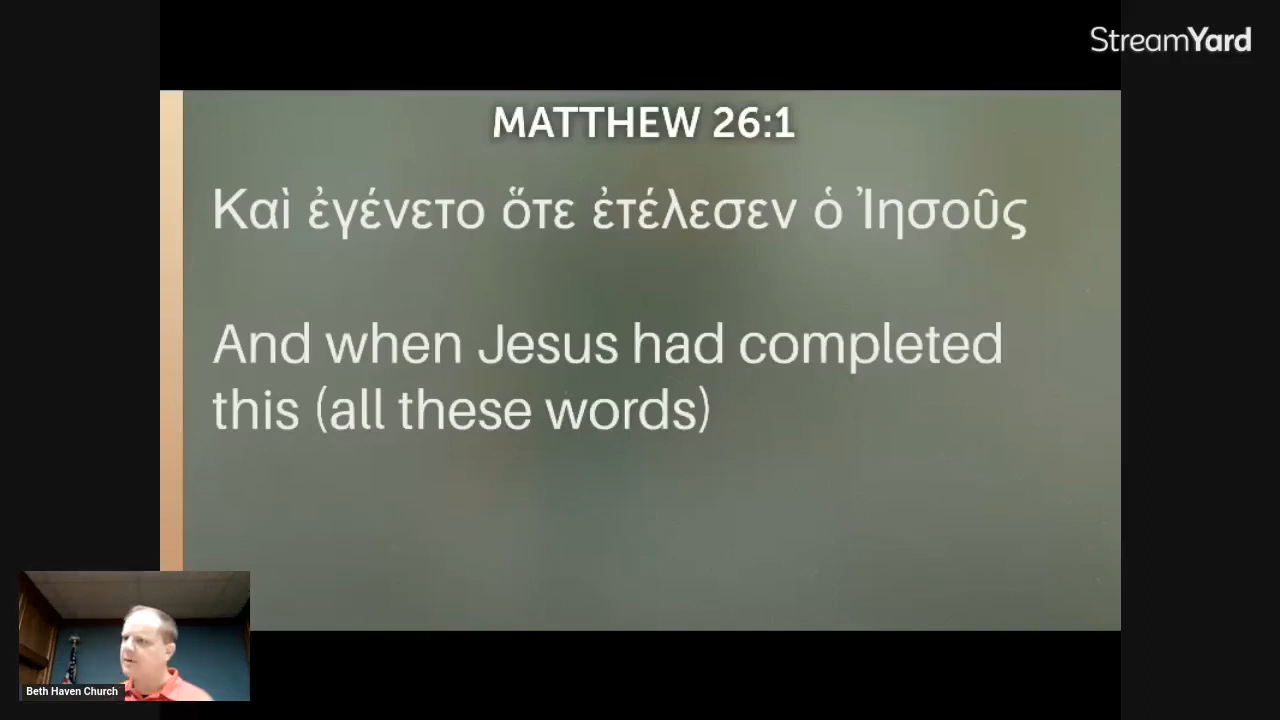 StreamYard
MATTHEW 26:1
Καὶ ἐγένετο ὅτε ἐτέλεσεν ὁ Ἰησοῦς
And when Jesus had completed
this (all these words)
Beth Haven Church